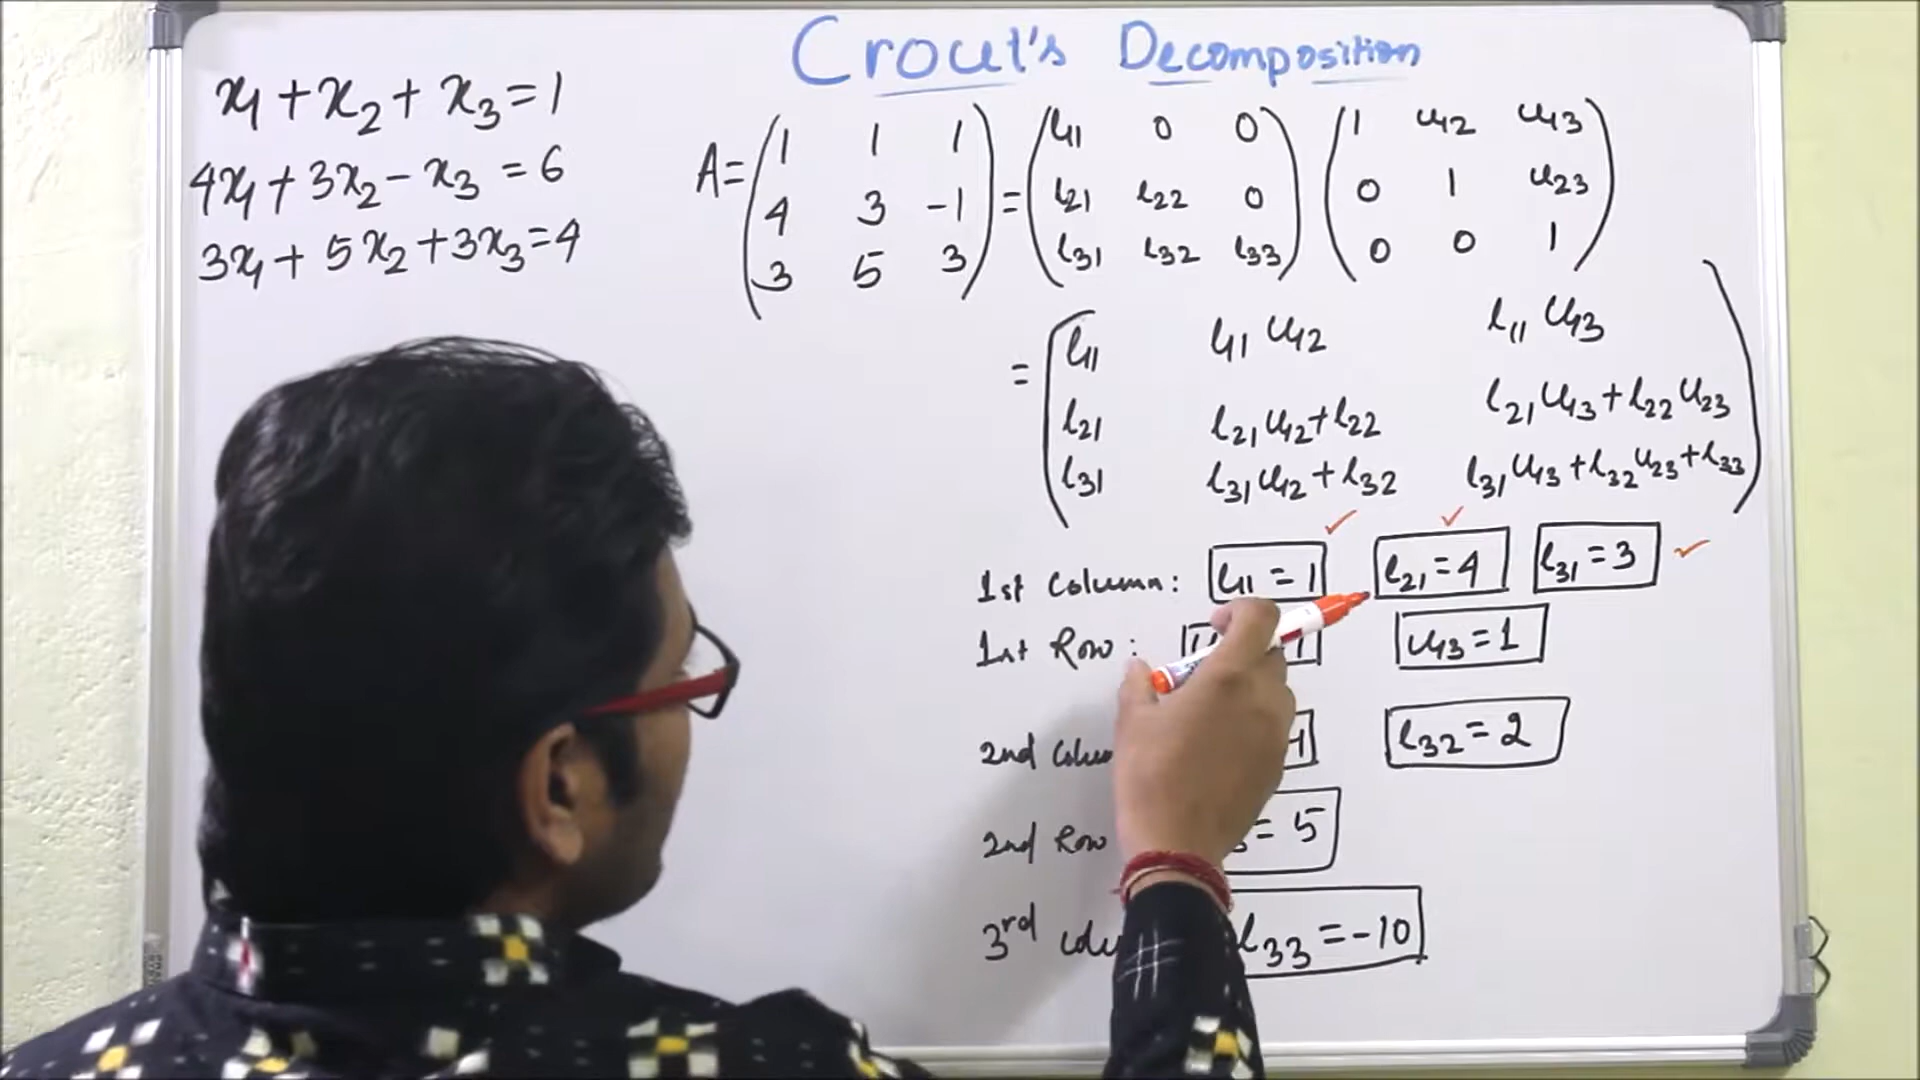 Crout's Decomposition
x₁ + x₂ + x₃ = 1
4x₁ + 3x₂ - x₃ = 6
3x₁ + 5x₂ + 3x₃ = 4
A = ( 1 1 1 ) = ( l₁₁ 0 0 ) ( 1 u₁₂ u₁₃ )
( 4 3 -1 ) ( l₂₁ l₂₂ 0 ) ( 0 1 u₂₃ )
( 3 5 3 ) ( l₃₁ l₃₂ l₃₃ ) ( 0 0 1 )
= ( l₁₁ l₁₁ u₁₂ l₁₁ u₁₃ )
( l₂₁ l₂₁ u₁₂ + l₂₂ l₂₁ u₁₃ + l₂₂ u₂₃ )
( l₃₁ l₃₁ u₁₂ + l₃₂ l₃₁ u₁₃ + l₃₂ u₂₃ + l₃₃ )
1st Column: l₁₁ = 1 l₂₁ = 4 l₃₁ = 3
1st Row: u₁₃ = 1
2nd l₃₂ = 2
2nd Row = 5
3rd l₃₃ = -10